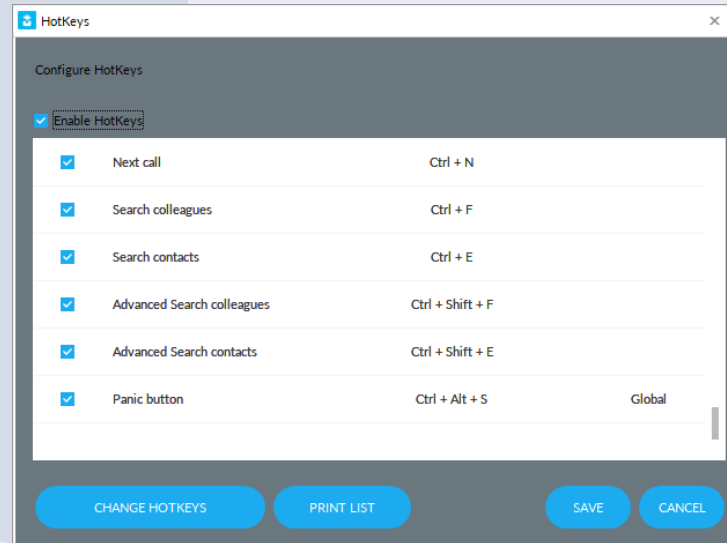 HotKeys
Configure HotKeys
Enable HotKeys
Next call Ctrl + N
Search colleagues Ctrl + F
Search contacts Ctrl + E
Advanced Search colleagues Ctrl + Shift + F
Advanced Search contacts Ctrl + Shift + E
Panic button Ctrl + Alt + S Global
CHANGE HOTKEYS PRINT LIST SAVE CANCEL